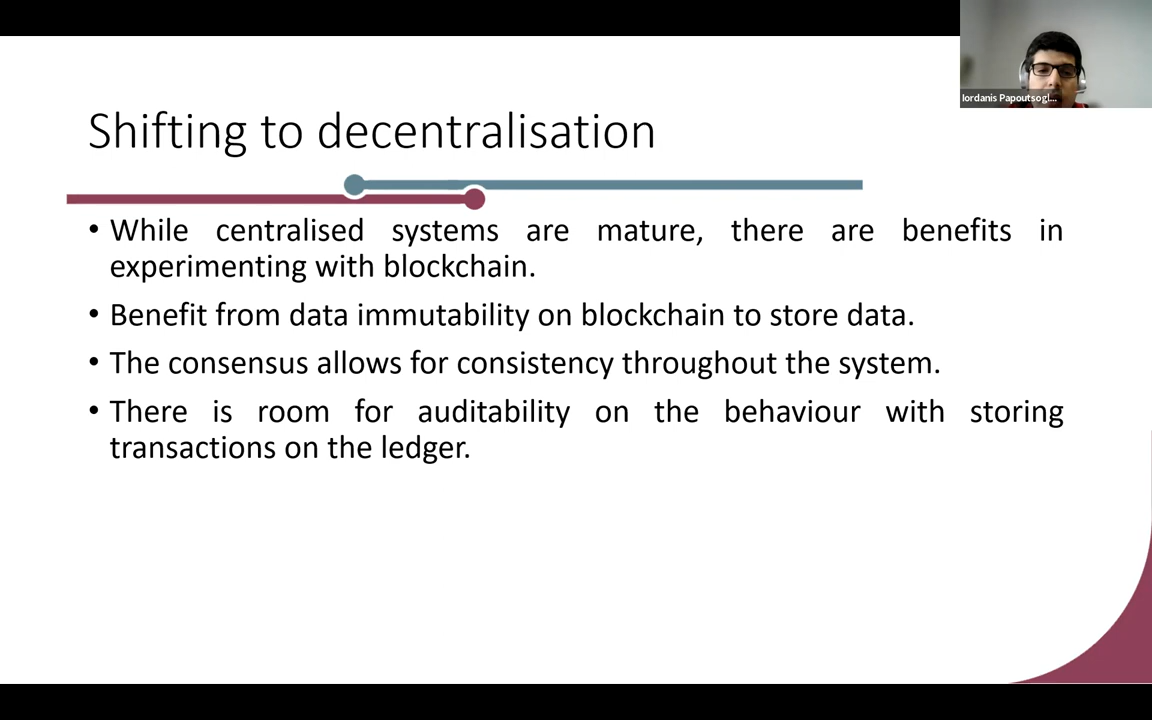 Iordanis Papoutsogl...
Shifting to decentralisation
• While centralised systems are mature, there are benefits in
experimenting with blockchain.
• Benefit from data immutability on blockchain to store data.
• The consensus allows for consistency throughout the system.
• There is room for auditability on the behaviour with storing
transactions on the ledger.